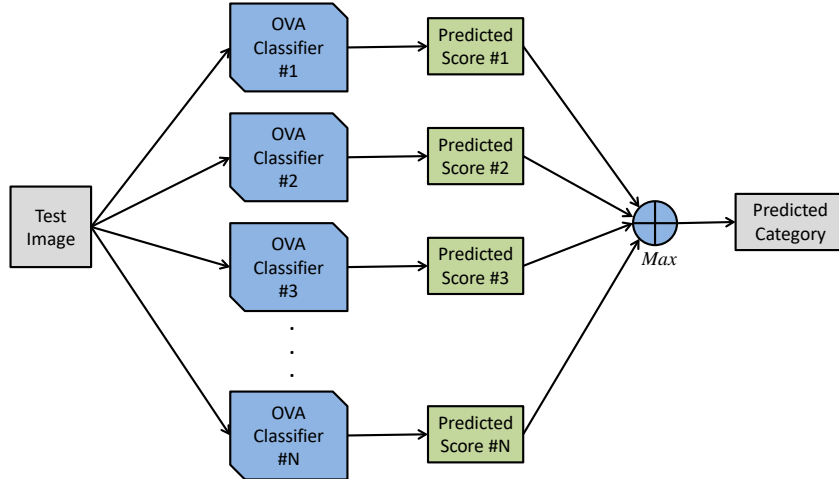 Test
Image
OVA
Classifier
#1
Predicted
Score #1
OVA
Classifier
#2
Predicted
Score #2
OVA
Classifier
#3
Predicted
Score #3
.
.
.
OVA
Classifier
#N
Predicted
Score #N
Max
Predicted
Category